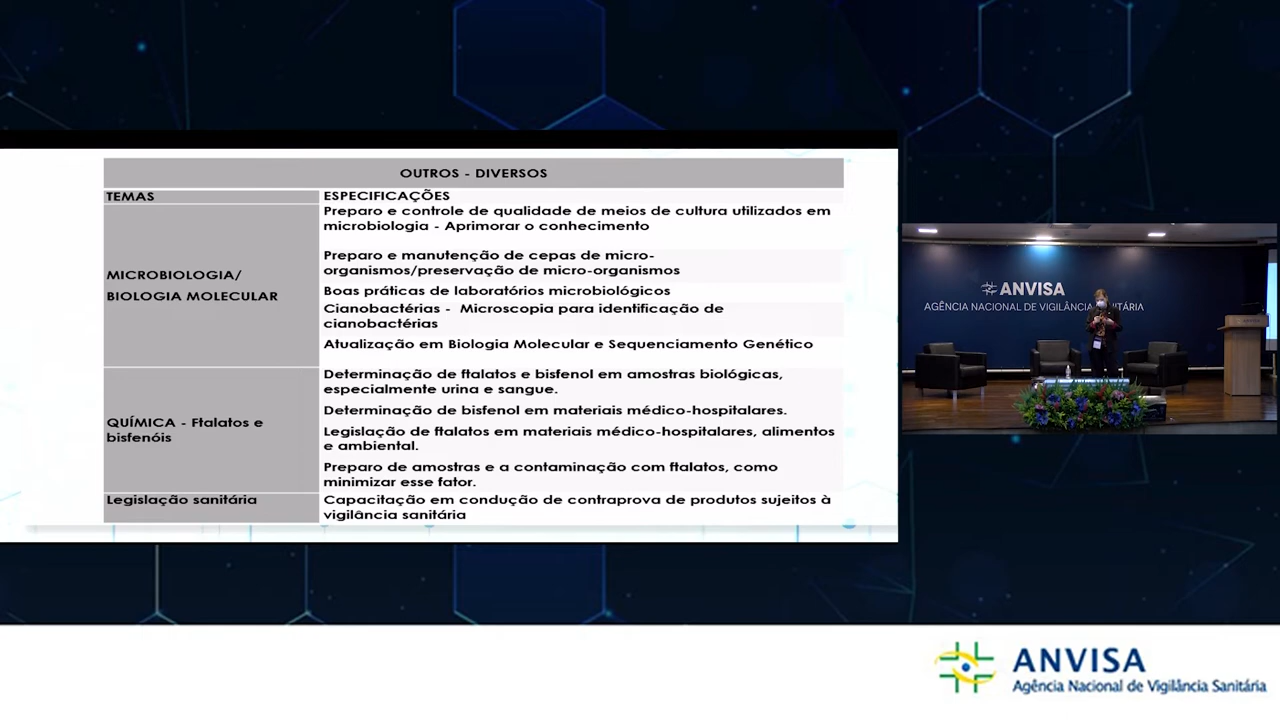 OUTROS - DIVERSOS
TEMAS
ESPECIFICAÇÕES
MICROBIOLOGIA/
BIOLOGIA MOLECULAR
Preparo e controle de qualidade de meios de cultura utilizados em
microbiologia - Aprimorar o conhecimento
Preparo e manutenção de cepas de micro-
organismos/preservação de micro-organismos
Boas práticas de laboratórios microbiológicos
Cianobactérias - Microscopia para identificação de
cianobactérias
Atualização em Biologia Molecular e Sequenciamento Genético
QUÍMICA - Ftalatos e
bisfenóis
Determinação de ftalatos e bisfenol em amostras biológicas,
especialmente urina e sangue.
Determinação de bisfenol em materiais médico-hospitalares.
Legislação de ftalatos em materiais médico-hospitalares, alimentos
e ambiental.
Preparo de amostras e a contaminação com ftalatos, como
minimizar esse fator.
Legislação sanitária
Capacitação em condução de contraprova de produtos sujeitos à
vigilância sanitária
ANVISA
AGÊNCIA NACIONAL DE VIGILÂNCIA SANITÁRIA
ANVISA
Agência Nacional de Vigilância Sanitária